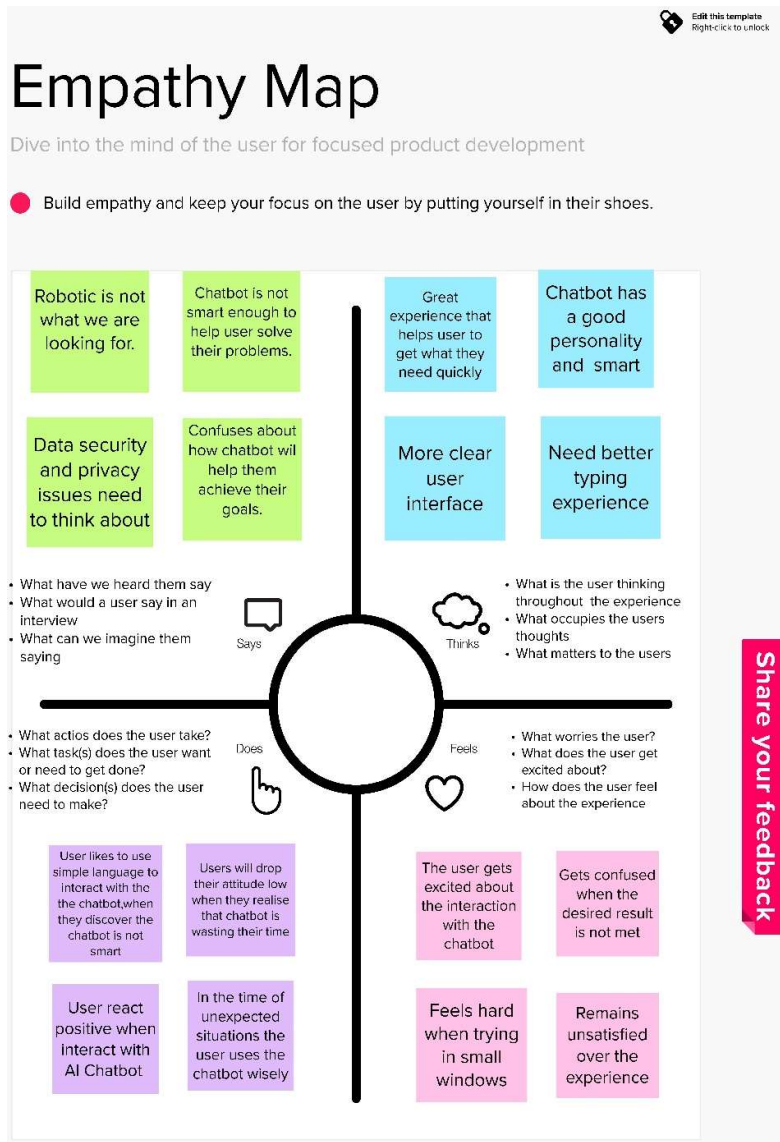 Edit this template
Right-click to unlock
Empathy Map
Dive into the mind of the user for focused product development
Build empathy and keep your focus on the user by putting yourself in their shoes.
Robotic is not
what we are
looking for.
Chatbot is not
smart enough to
help user solve
their problems.
Great
experience that
helps user to
get what they
need quickly
Chatbot has
a good
personality
and smart
Data security
and privacy
issues need
to think about
Confuses about
how chatbot wil
help them
achieve their
goals.
More clear
user
interface
Need better
typing
experience
• What have we heard them say
• What would a user say in an
interview
• What can we imagine them
saying
Says
Thinks
• What is the user thinking
throughout the experience
• What occupies the users
thoughts
• What matters to the users
• What actios does the user take?
• What task(s) does the user want
or need to get done?
• What decision(s) does the user
need to make?
Does
Feels
• What worries the user?
• What does the user get
excited about?
• How does the user feel
about the experience
User likes to use
simple language to
interact with the
the chatbot,when
they discover the
chatbot is not
smart
Users will drop
their attitude low
when they realise
that chatbot is
wasting their time
The user gets
excited about
the interaction
with the
chatbot
Gets confused
when the
desired result
is not met
User react
positive when
interact with
AI Chatbot
In the time of
unexpected
situations the
user uses the
chatbot wisely
Feels hard
when trying
in small
windows
Remains
unsatisfied
over the
experience
Share your feedback